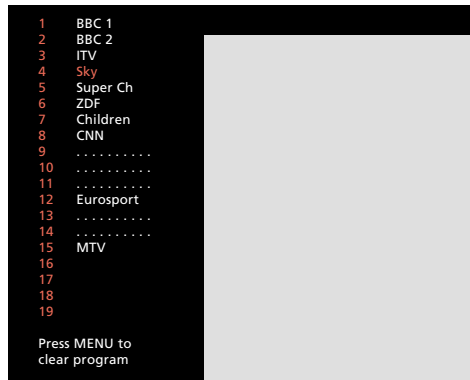 1 BBC 1
2 BBC 2
3 ITV
4 Sky
5 Super Ch
6 ZDF
7 Children
8 CNN
9 . . . . . . . . . .
10 . . . . . . . . . .
11 . . . . . . . . . .
12 Eurosport
13 . . . . . . . . . .
14 . . . . . . . . . .
15 MTV
16
17
18
19
Press MENU to
clear program